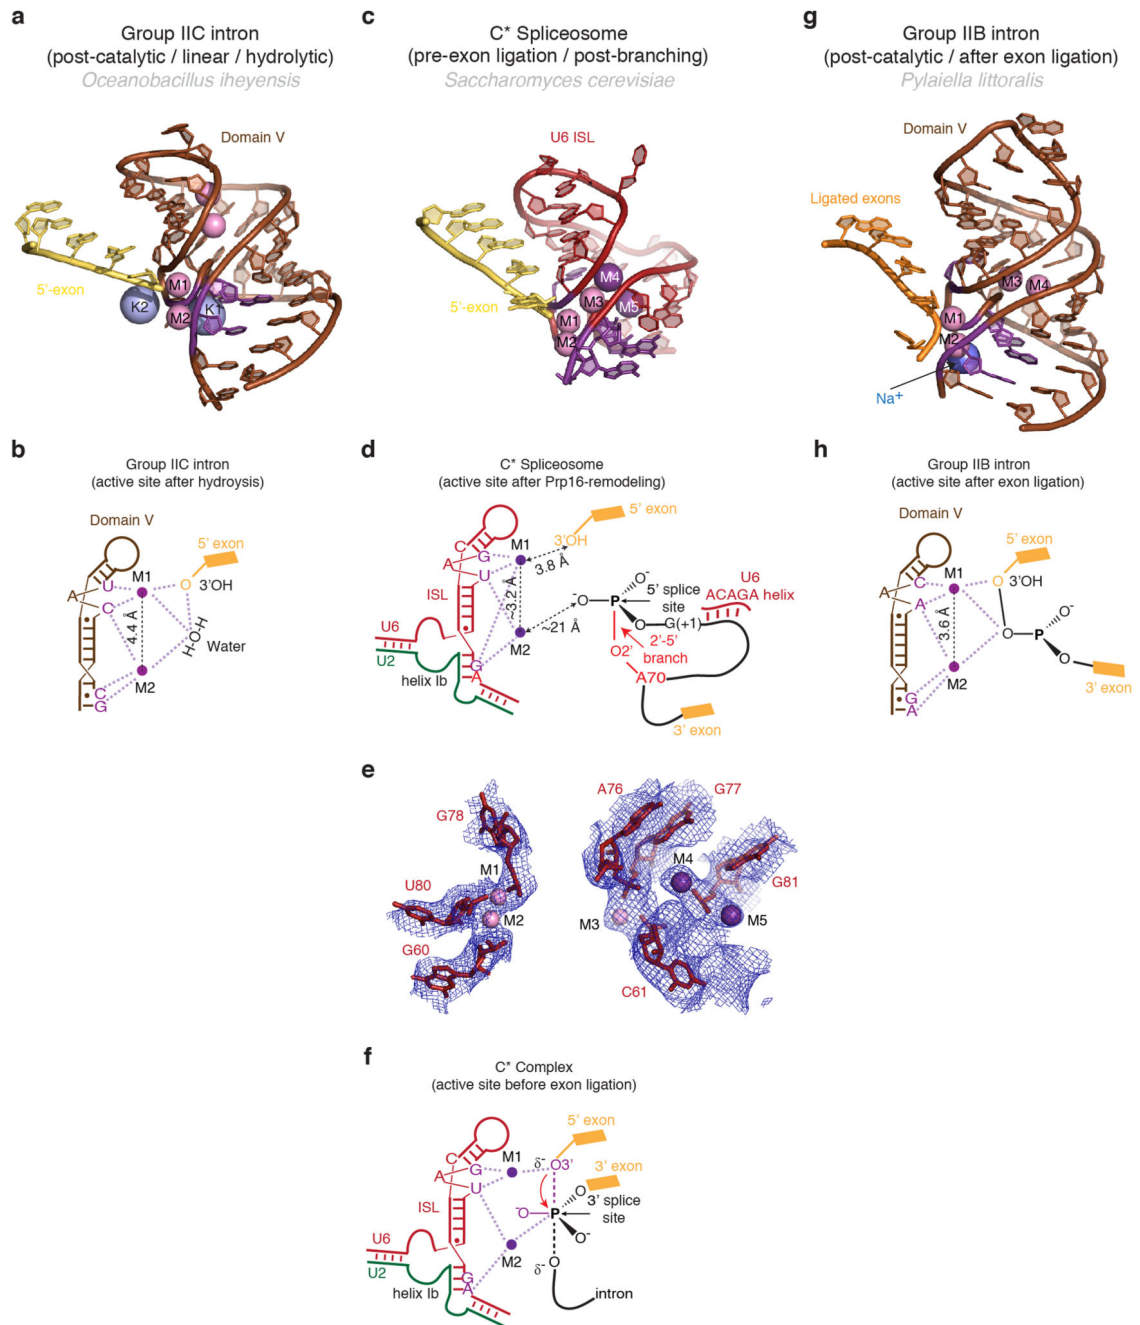 a
Group IIC intron
(post-catalytic / linear / hydrolytic)
Oceanobacillus iheyensis
Domain V
5'-exon
M1
K2
M2
K1
c
C* Spliceosome
(pre-exon ligation / post-branching)
Saccharomyces cerevisiae
U6 ISL
5'-exon
M4
M3
M5
M1
M2
g
Group IIB intron
(post-catalytic / after exon ligation)
Pylaiella littoralis
Domain V
Ligated exons
M3
M4
M1
M2
Na+
b
Group IIC intron
(active site after hydroysis)
Domain V
5' exon
M1
O
3'OH
U
A
C
4.4 Å
H-O-H
Water
M2
C
G
d
C* Spliceosome
(active site after Prp16-remodeling)
5' exon
3'OH
M1
C
G
A
U
3.8 Å
~3.2 Å
ISL
O-
-O
P
5' splice
site
O
G(+1)
U6
ACAGA helix
~21 Å
M2
O2'
2'-5'
branch
U6
U2
helix Ib
G
A
A70
3' exon
h
Group IIB intron
(active site after exon ligation)
Domain V
5' exon
M1
O
3'OH
C
A
A
3.6 Å
O-
O
P
O
M2
3' exon
G
A
e
G78
M1
U80
M2
G60
A76
G77
M4
G81
M3
M5
C61
f
C* Complex
(active site before exon ligation)
5' exon
M1
δ-
O3'
C
G
A
U
3' exon
O
3' splice
site
ISL
-O
P
O-
M2
δ-
O
U6
U2
helix Ib
G
A
intron